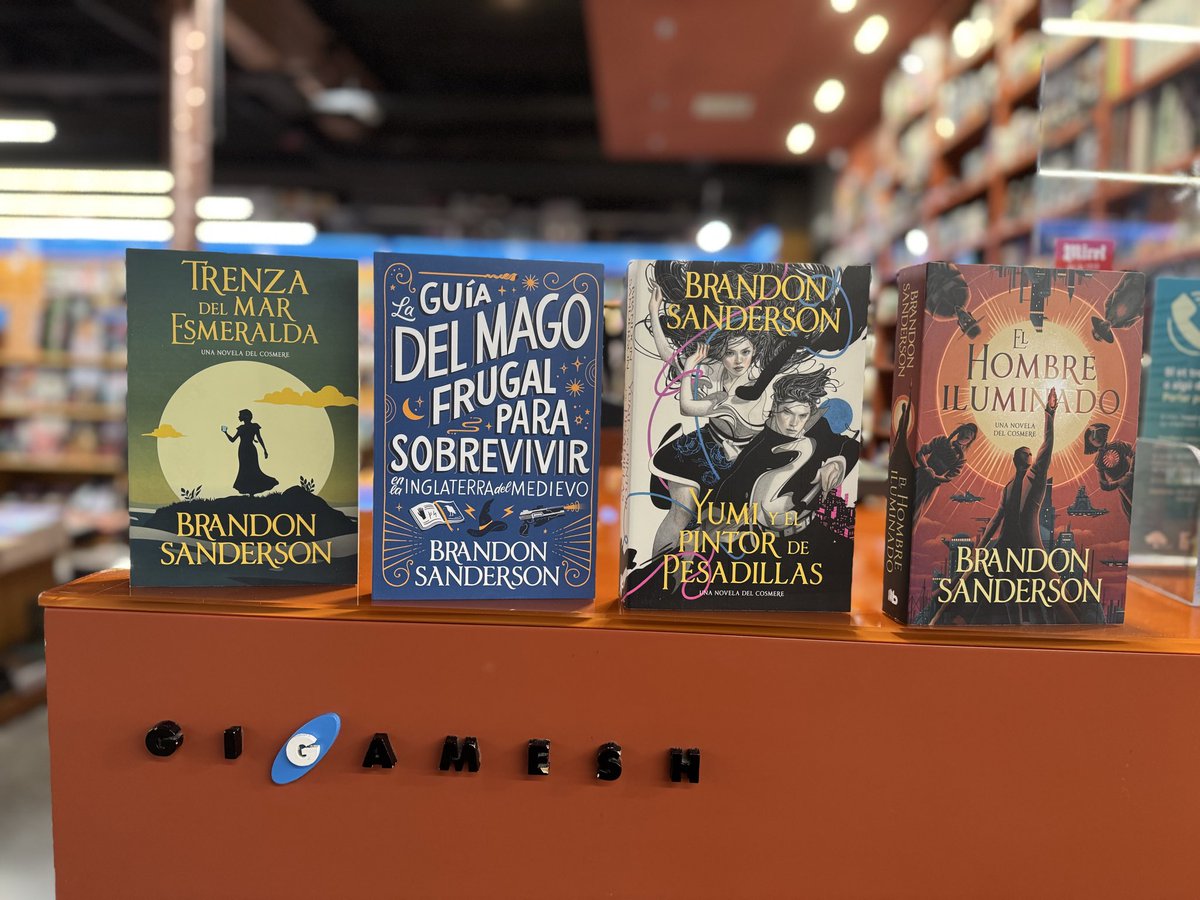 TRENZA
DEL MAR
ESMERALDA
UNA NOVELA DEL COSMERE
BRANDON
SANDERSON
La GUÍA
DEL MAGO
FRUGAL
PARA
SOBREVIVIR
en la INGLATERRA del MEDIEVO
BRANDON
SANDERSON
BRANDON
SANDERSON
YUMI Y EL
PINTOR DE
PESADILLAS
UNA NOVELA DEL COSMERE
BRANDON
SANDERSON
EL HOMBRE
ILUMINADO
EL
HOMBRE
ILUMINADO
UNA NOVELA DEL COSMERE
BRANDON
SANDERSON
GIGAMESH